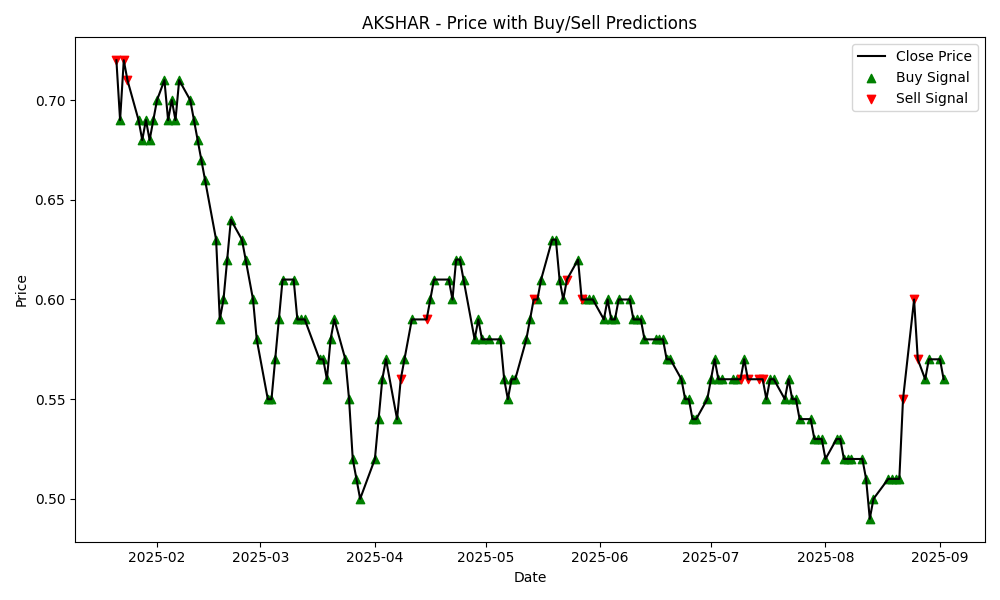 AKSHAR - Price with Buy/Sell Predictions
Close Price
Buy Signal
Sell Signal
Price
0.70
0.65
0.60
0.55
0.50
2025-02
2025-03
2025-04
2025-05
2025-06
2025-07
2025-08
2025-09
Date